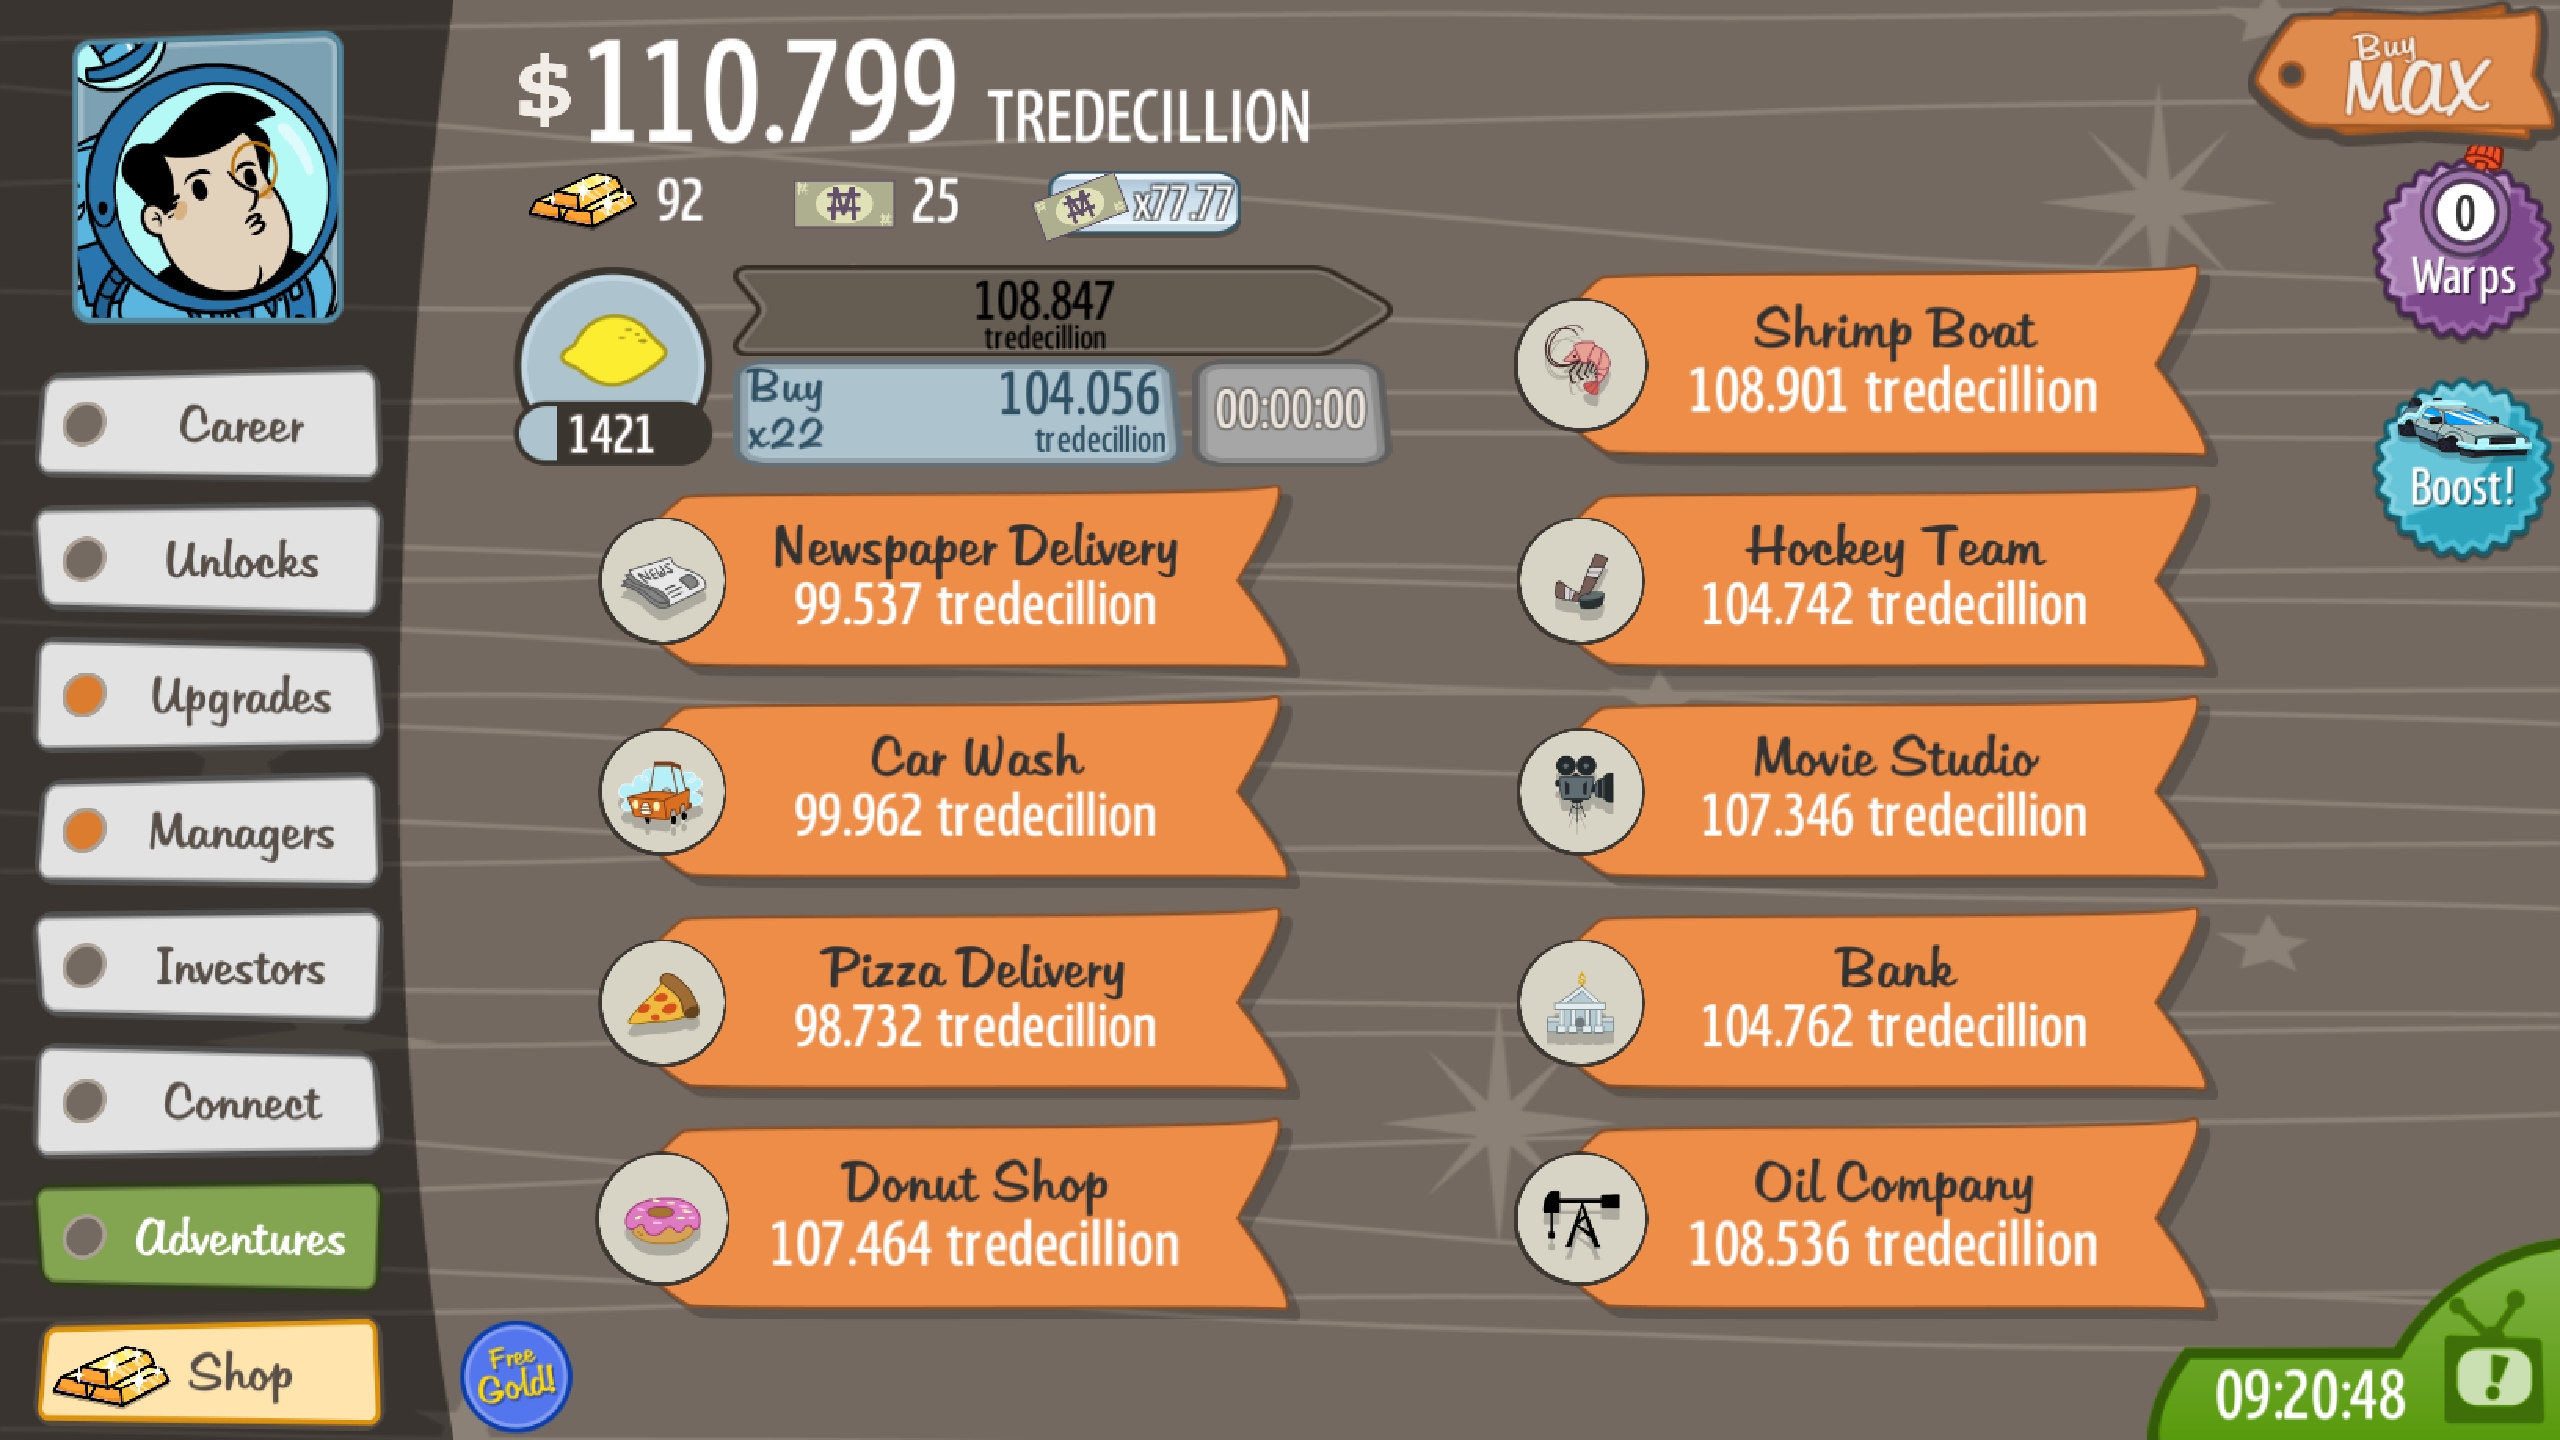 $110.799 TREDECILLION
92
25
x77.77
Buy
MAX
0
Warps
Boost!
Career
Unlocks
Upgrades
Managers
Investors
Connect
Adventures
Shop
108.847
tredecillion
1421
Buy
x22
104.056
tredecillion
00:00:00
Newspaper Delivery
99.537 tredecillion
NEWS
Car Wash
99.962 tredecillion
Pizza Delivery
98.732 tredecillion
Donut Shop
107.464 tredecillion
Shrimp Boat
108.901 tredecillion
Hockey Team
104.742 tredecillion
Movie Studio
107.346 tredecillion
Bank
104.762 tredecillion
Oil Company
108.536 tredecillion
Free
Gold!
09:20:48
!